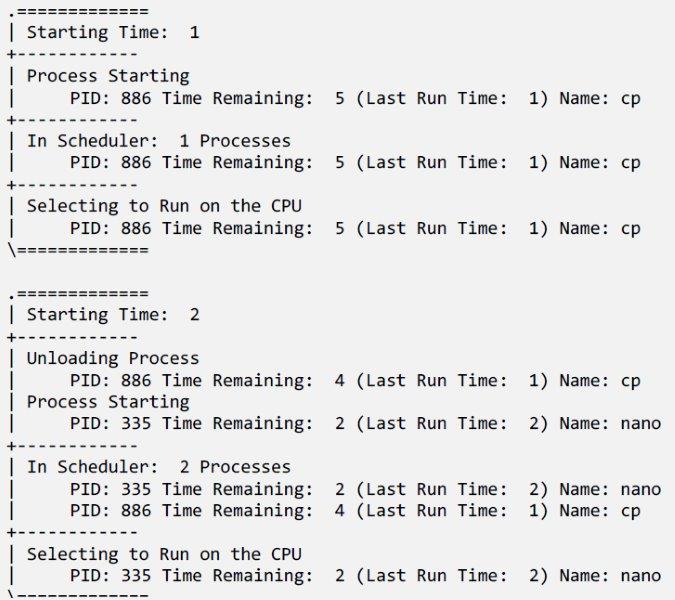 .=============
| Starting Time:  1
+------------
| Process Starting
|     PID: 886 Time Remaining:  5 (Last Run Time:  1) Name: cp
+------------
| In Scheduler:  1 Processes
|     PID: 886 Time Remaining:  5 (Last Run Time:  1) Name: cp
+------------
| Selecting to Run on the CPU
|     PID: 886 Time Remaining:  5 (Last Run Time:  1) Name: cp
\=============

.=============
| Starting Time:  2
+------------
| Unloading Process
|     PID: 886 Time Remaining:  4 (Last Run Time:  1) Name: cp
| Process Starting
|     PID: 335 Time Remaining:  2 (Last Run Time:  2) Name: nano
+------------
| In Scheduler:  2 Processes
|     PID: 335 Time Remaining:  2 (Last Run Time:  2) Name: nano
|     PID: 886 Time Remaining:  4 (Last Run Time:  1) Name: cp
+------------
| Selecting to Run on the CPU
|     PID: 335 Time Remaining:  2 (Last Run Time:  2) Name: nano
\=============